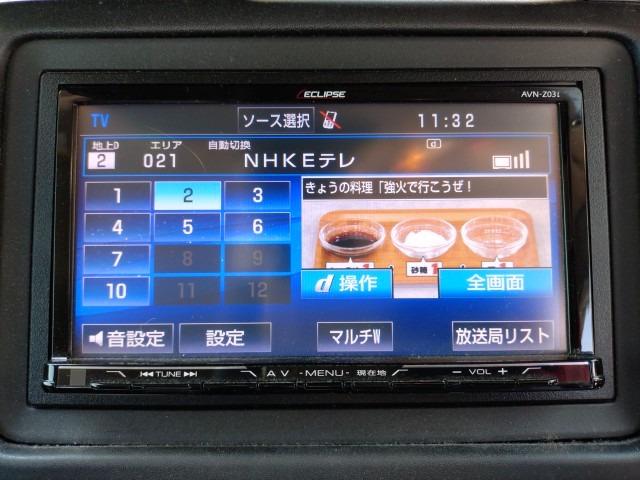 ECLIPSE AVN-Z03i
TV ソース選択 11:32
地上D エリア 自動切換 d
2 021 NHKEテレ
きょうの料理「強火で行こうぜ!
1 2 3
4 5 6
7 8 9
10 11 12
砂糖 1
d 操作 全画面
音設定 設定 マルチW 放送局リスト
TUNE AV -MENU- 現在地 - VOL +